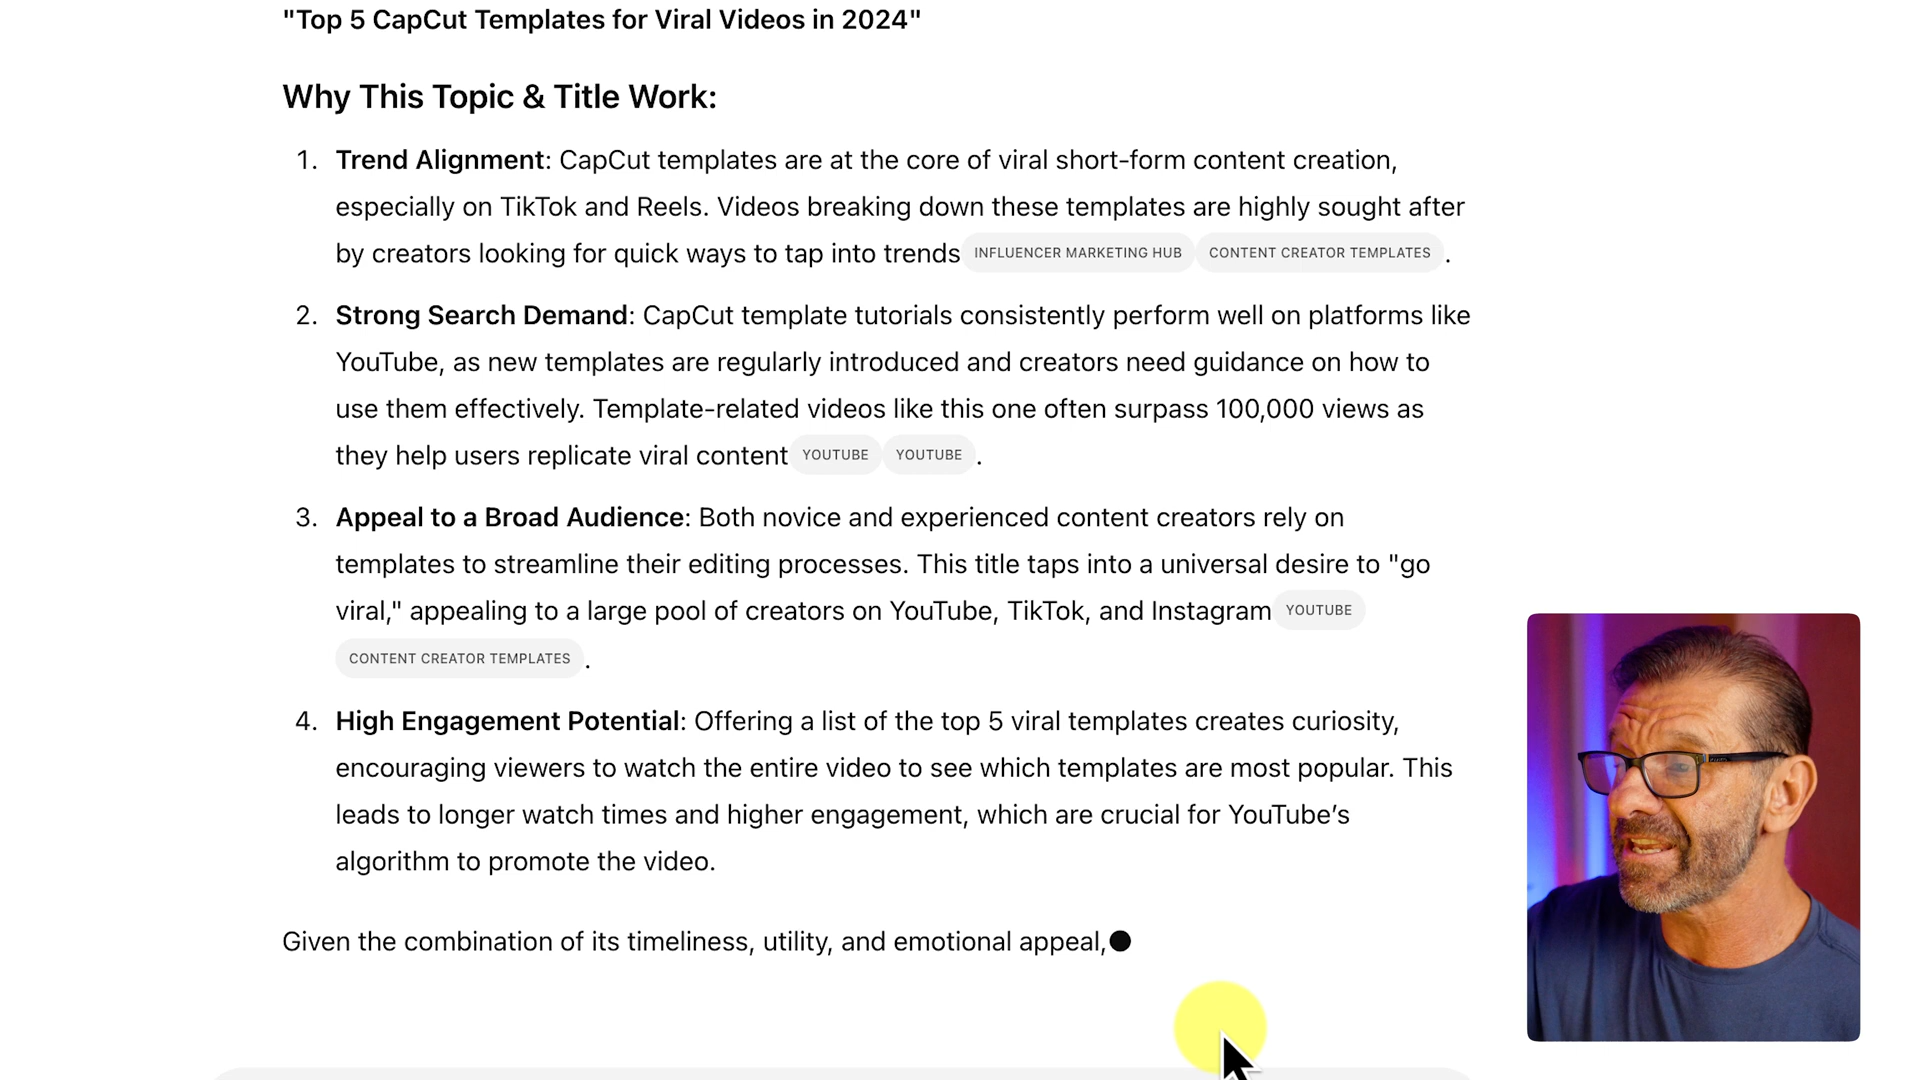 "Top 5 CapCut Templates for Viral Videos in 2024"
Why This Topic & Title Work:
1. Trend Alignment: CapCut templates are at the core of viral short-form content creation,
especially on TikTok and Reels. Videos breaking down these templates are highly sought after
by creators looking for quick ways to tap into trends INFLUENCER MARKETING HUB CONTENT CREATOR TEMPLATES .
2. Strong Search Demand: CapCut template tutorials consistently perform well on platforms like
YouTube, as new templates are regularly introduced and creators need guidance on how to
use them effectively. Template-related videos like this one often surpass 100,000 views as
they help users replicate viral content YOUTUBE YOUTUBE .
3. Appeal to a Broad Audience: Both novice and experienced content creators rely on
templates to streamline their editing processes. This title taps into a universal desire to "go
viral," appealing to a large pool of creators on YouTube, TikTok, and Instagram YOUTUBE
CONTENT CREATOR TEMPLATES .
4. High Engagement Potential: Offering a list of the top 5 viral templates creates curiosity,
encouraging viewers to watch the entire video to see which templates are most popular. This
leads to longer watch times and higher engagement, which are crucial for YouTube’s
algorithm to promote the video.
Given the combination of its timeliness, utility, and emotional appeal,